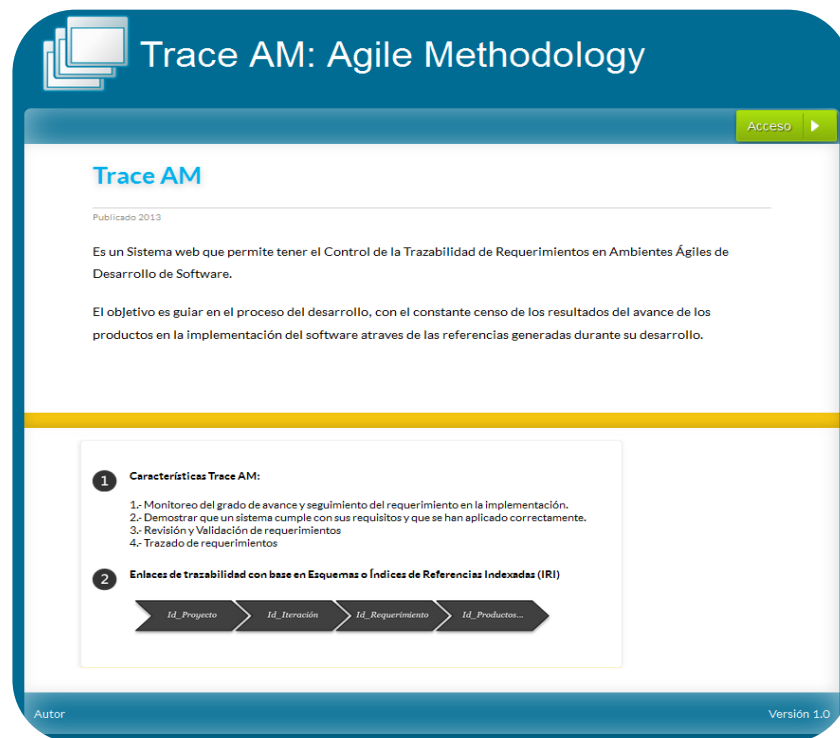 Trace AM: Agile Methodology
Acceso
Trace AM
Publicado 2013
Es un Sistema web que permite tener el Control de la Trazabilidad de Requerimientos en Ambientes Ágiles de
Desarrollo de Software.
El objetivo es guiar en el proceso del desarrollo, con el constante censo de los resultados del avance de los
productos en la implementación del software atraves de las referencias generadas durante su desarrollo.
1
Características Trace AM:
1.- Monitoreo del grado de avance y seguimiento del requerimiento en la implementación.
2.- Demostrar que un sistema cumple con sus requisitos y que se han aplicado correctamente.
3.- Revisión y Validación de requerimientos
4.- Trazado de requerimientos
2
Enlaces de trazabilidad con base en Esquemas o Índices de Referencias Indexadas (IRI)
Id_Proyecto
Id_Iteración
Id_Requerimiento
Id_Productos...
Autor
Versión 1.0